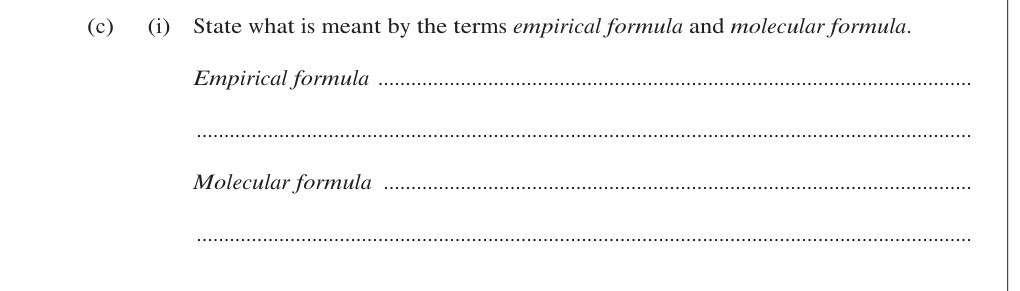 (c) (i) State what is meant by the terms empirical formula and molecular formula.
Empirical formula ..........................................................................................................
...........................................................................................................................................
Molecular formula .........................................................................................................
...........................................................................................................................................